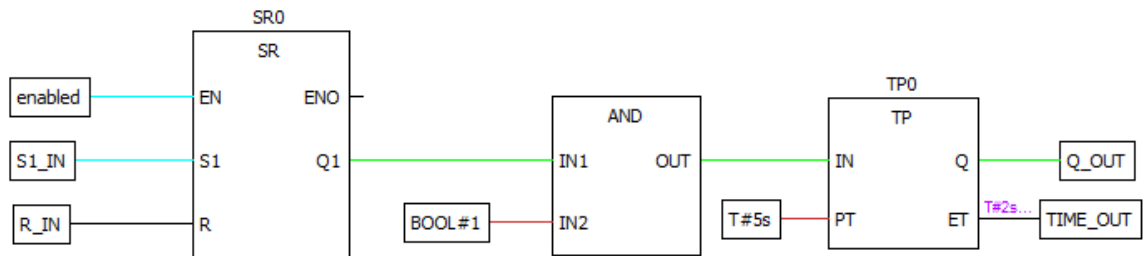 SR0
SR
enabled
EN
ENO
S1_IN
S1
Q1
R_IN
R
AND
IN1
OUT
BOOL#1
IN2
TP0
TP
IN
Q
Q_OUT
T#5s
PT
ET
T#2s...
TIME_OUT